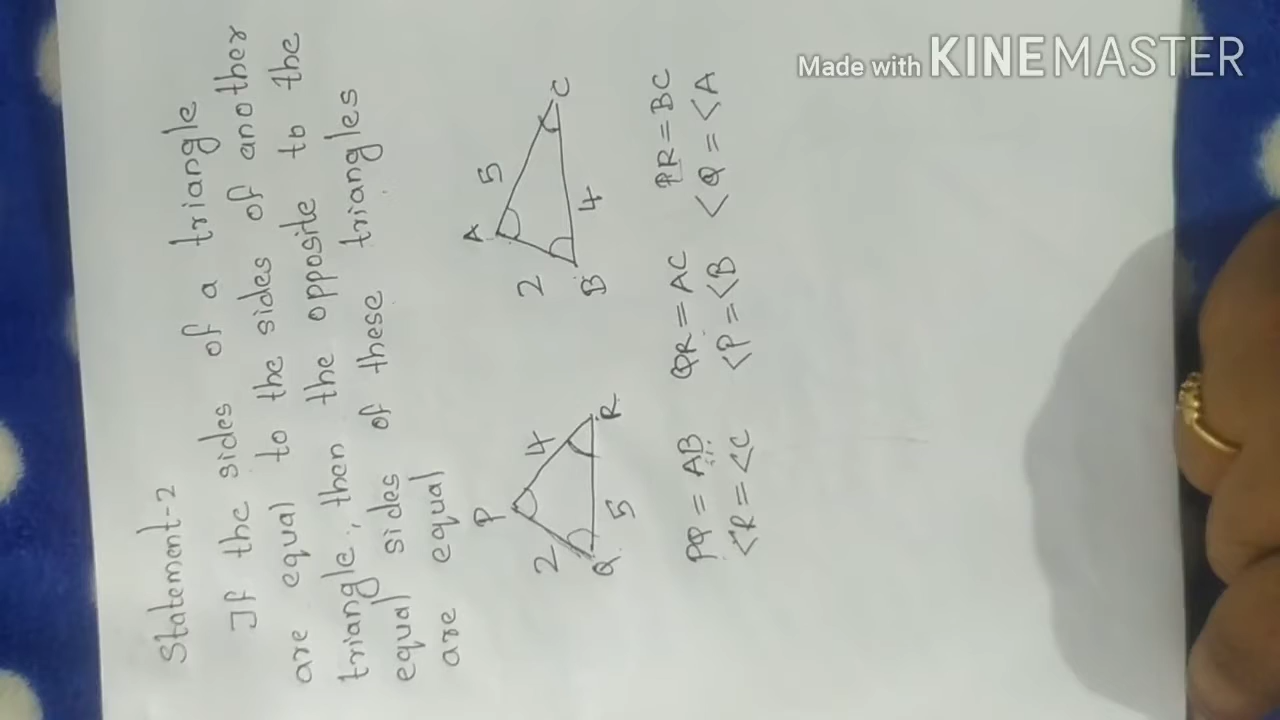 Made with KINEMASTER
Statement-2
If the sides of a triangle
are equal to the sides of another
triangle, then the opposite to the
equal sides of these triangles
are equal
P
2
4
Q
5
R
A
2
5
B
4
C
PQ = AB QR = AC PR = BC
<R = <C <P = <B <Q = <A